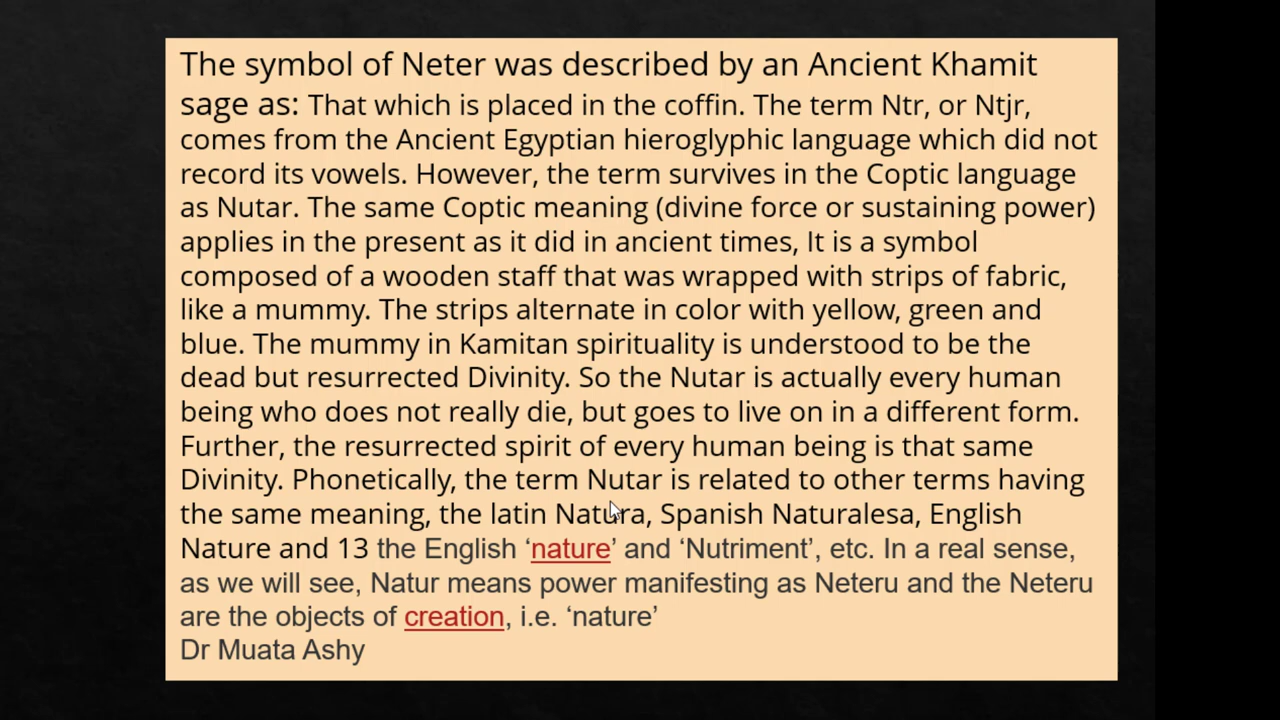 The symbol of Neter was described by an Ancient Khamit
sage as: That which is placed in the coffin. The term Ntr, or Ntjr,
comes from the Ancient Egyptian hieroglyphic language which did not
record its vowels. However, the term survives in the Coptic language
as Nutar. The same Coptic meaning (divine force or sustaining power)
applies in the present as it did in ancient times, It is a symbol
composed of a wooden staff that was wrapped with strips of fabric,
like a mummy. The strips alternate in color with yellow, green and
blue. The mummy in Kamitan spirituality is understood to be the
dead but resurrected Divinity. So the Nutar is actually every human
being who does not really die, but goes to live on in a different form.
Further, the resurrected spirit of every human being is that same
Divinity. Phonetically, the term Nutar is related to other terms having
the same meaning, the latin Natura, Spanish Naturalesa, English
Nature and 13 the English ‘nature’ and ‘Nutriment’, etc. In a real sense,
as we will see, Natur means power manifesting as Neteru and the Neteru
are the objects of creation, i.e. ‘nature’
Dr Muata Ashy